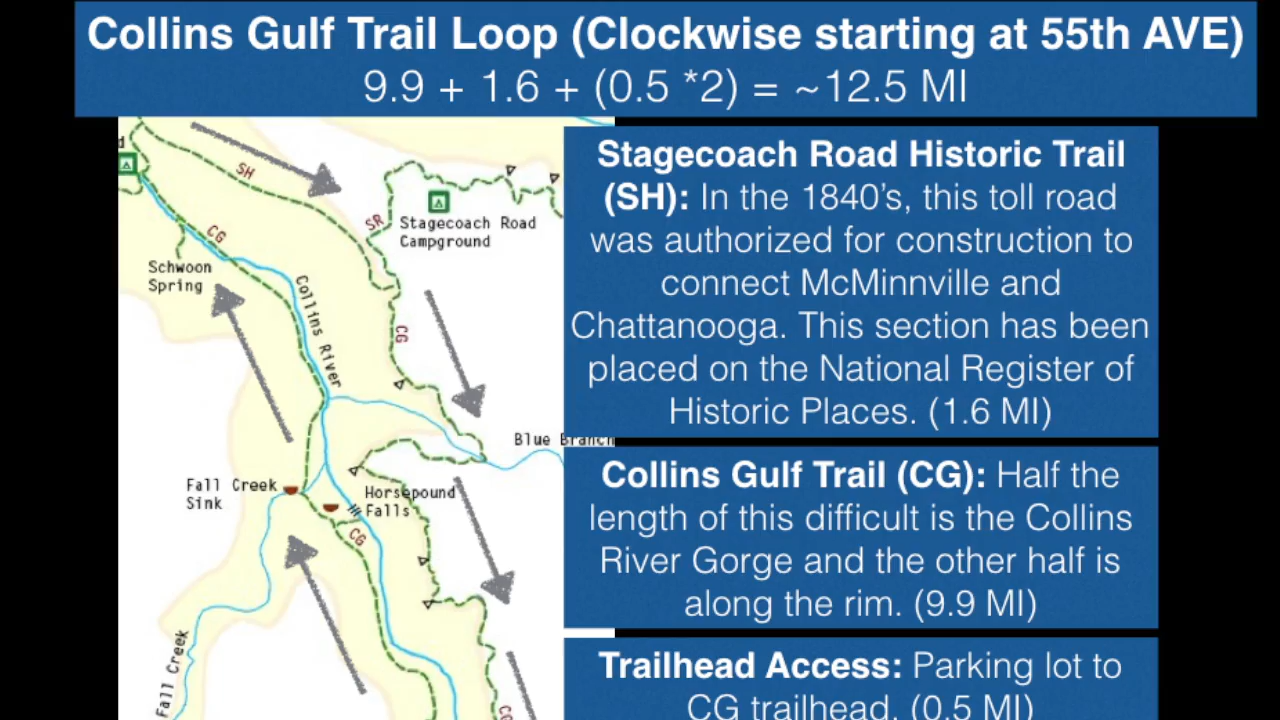 Collins Gulf Trail Loop (Clockwise starting at 55th AVE)
9.9 + 1.6 + (0.5 *2) = ~12.5 MI
d
SH
SR
Stagecoach Road
Campground
CG
Schwoon
Spring
Collins River
CG
Blue Branch
Fall Creek
Sink
Horsepound
Falls
CG
Fall Creek
CG
Stagecoach Road Historic Trail
(SH): In the 1840’s, this toll road
was authorized for construction to
connect McMinnville and
Chattanooga. This section has been
placed on the National Register of
Historic Places. (1.6 MI)
Collins Gulf Trail (CG): Half the
length of this difficult is the Collins
River Gorge and the other half is
along the rim. (9.9 MI)
Trailhead Access: Parking lot to
CG trailhead. (0.5 MI)